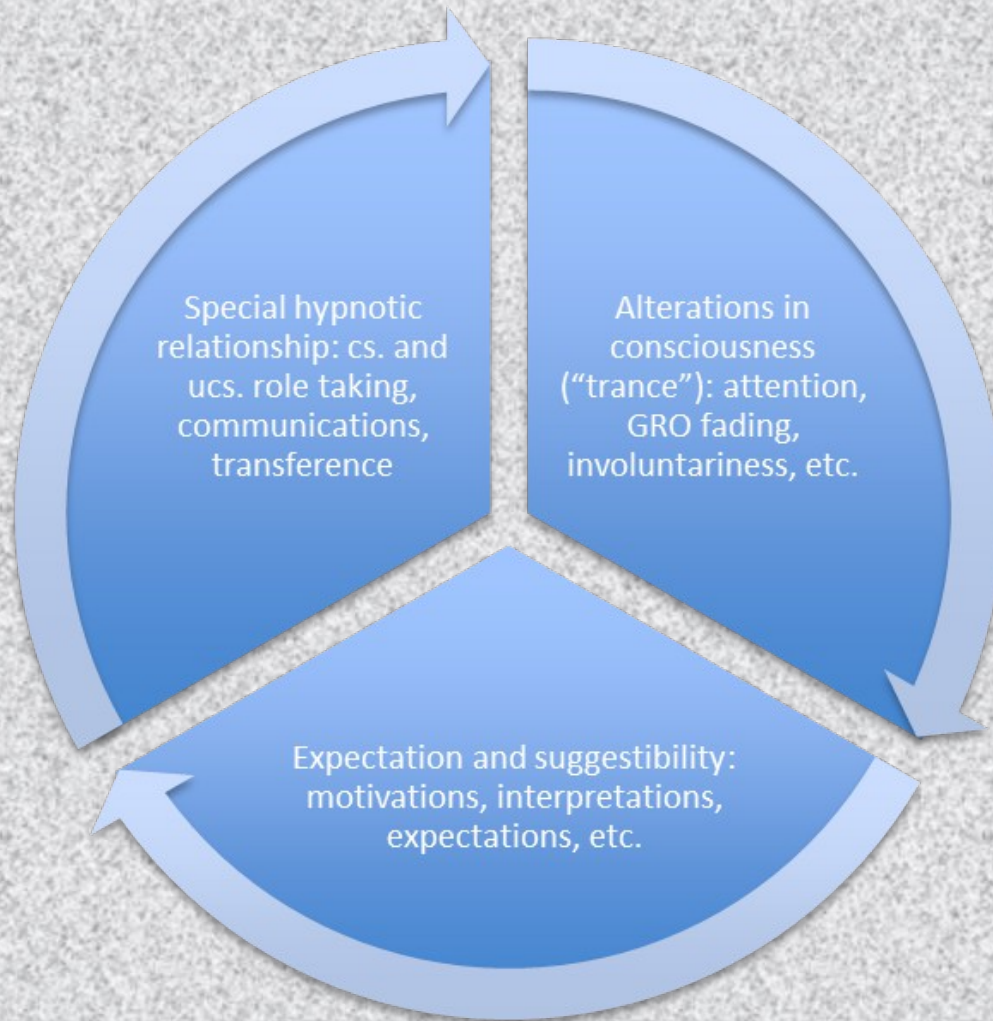 Special hypnotic
relationship: cs. and
ucs. role taking,
communications,
transference
Alterations in
consciousness
(“trance”): attention,
GRO fading,
involuntariness, etc.
Expectation and suggestibility:
motivations, interpretations,
expectations, etc.